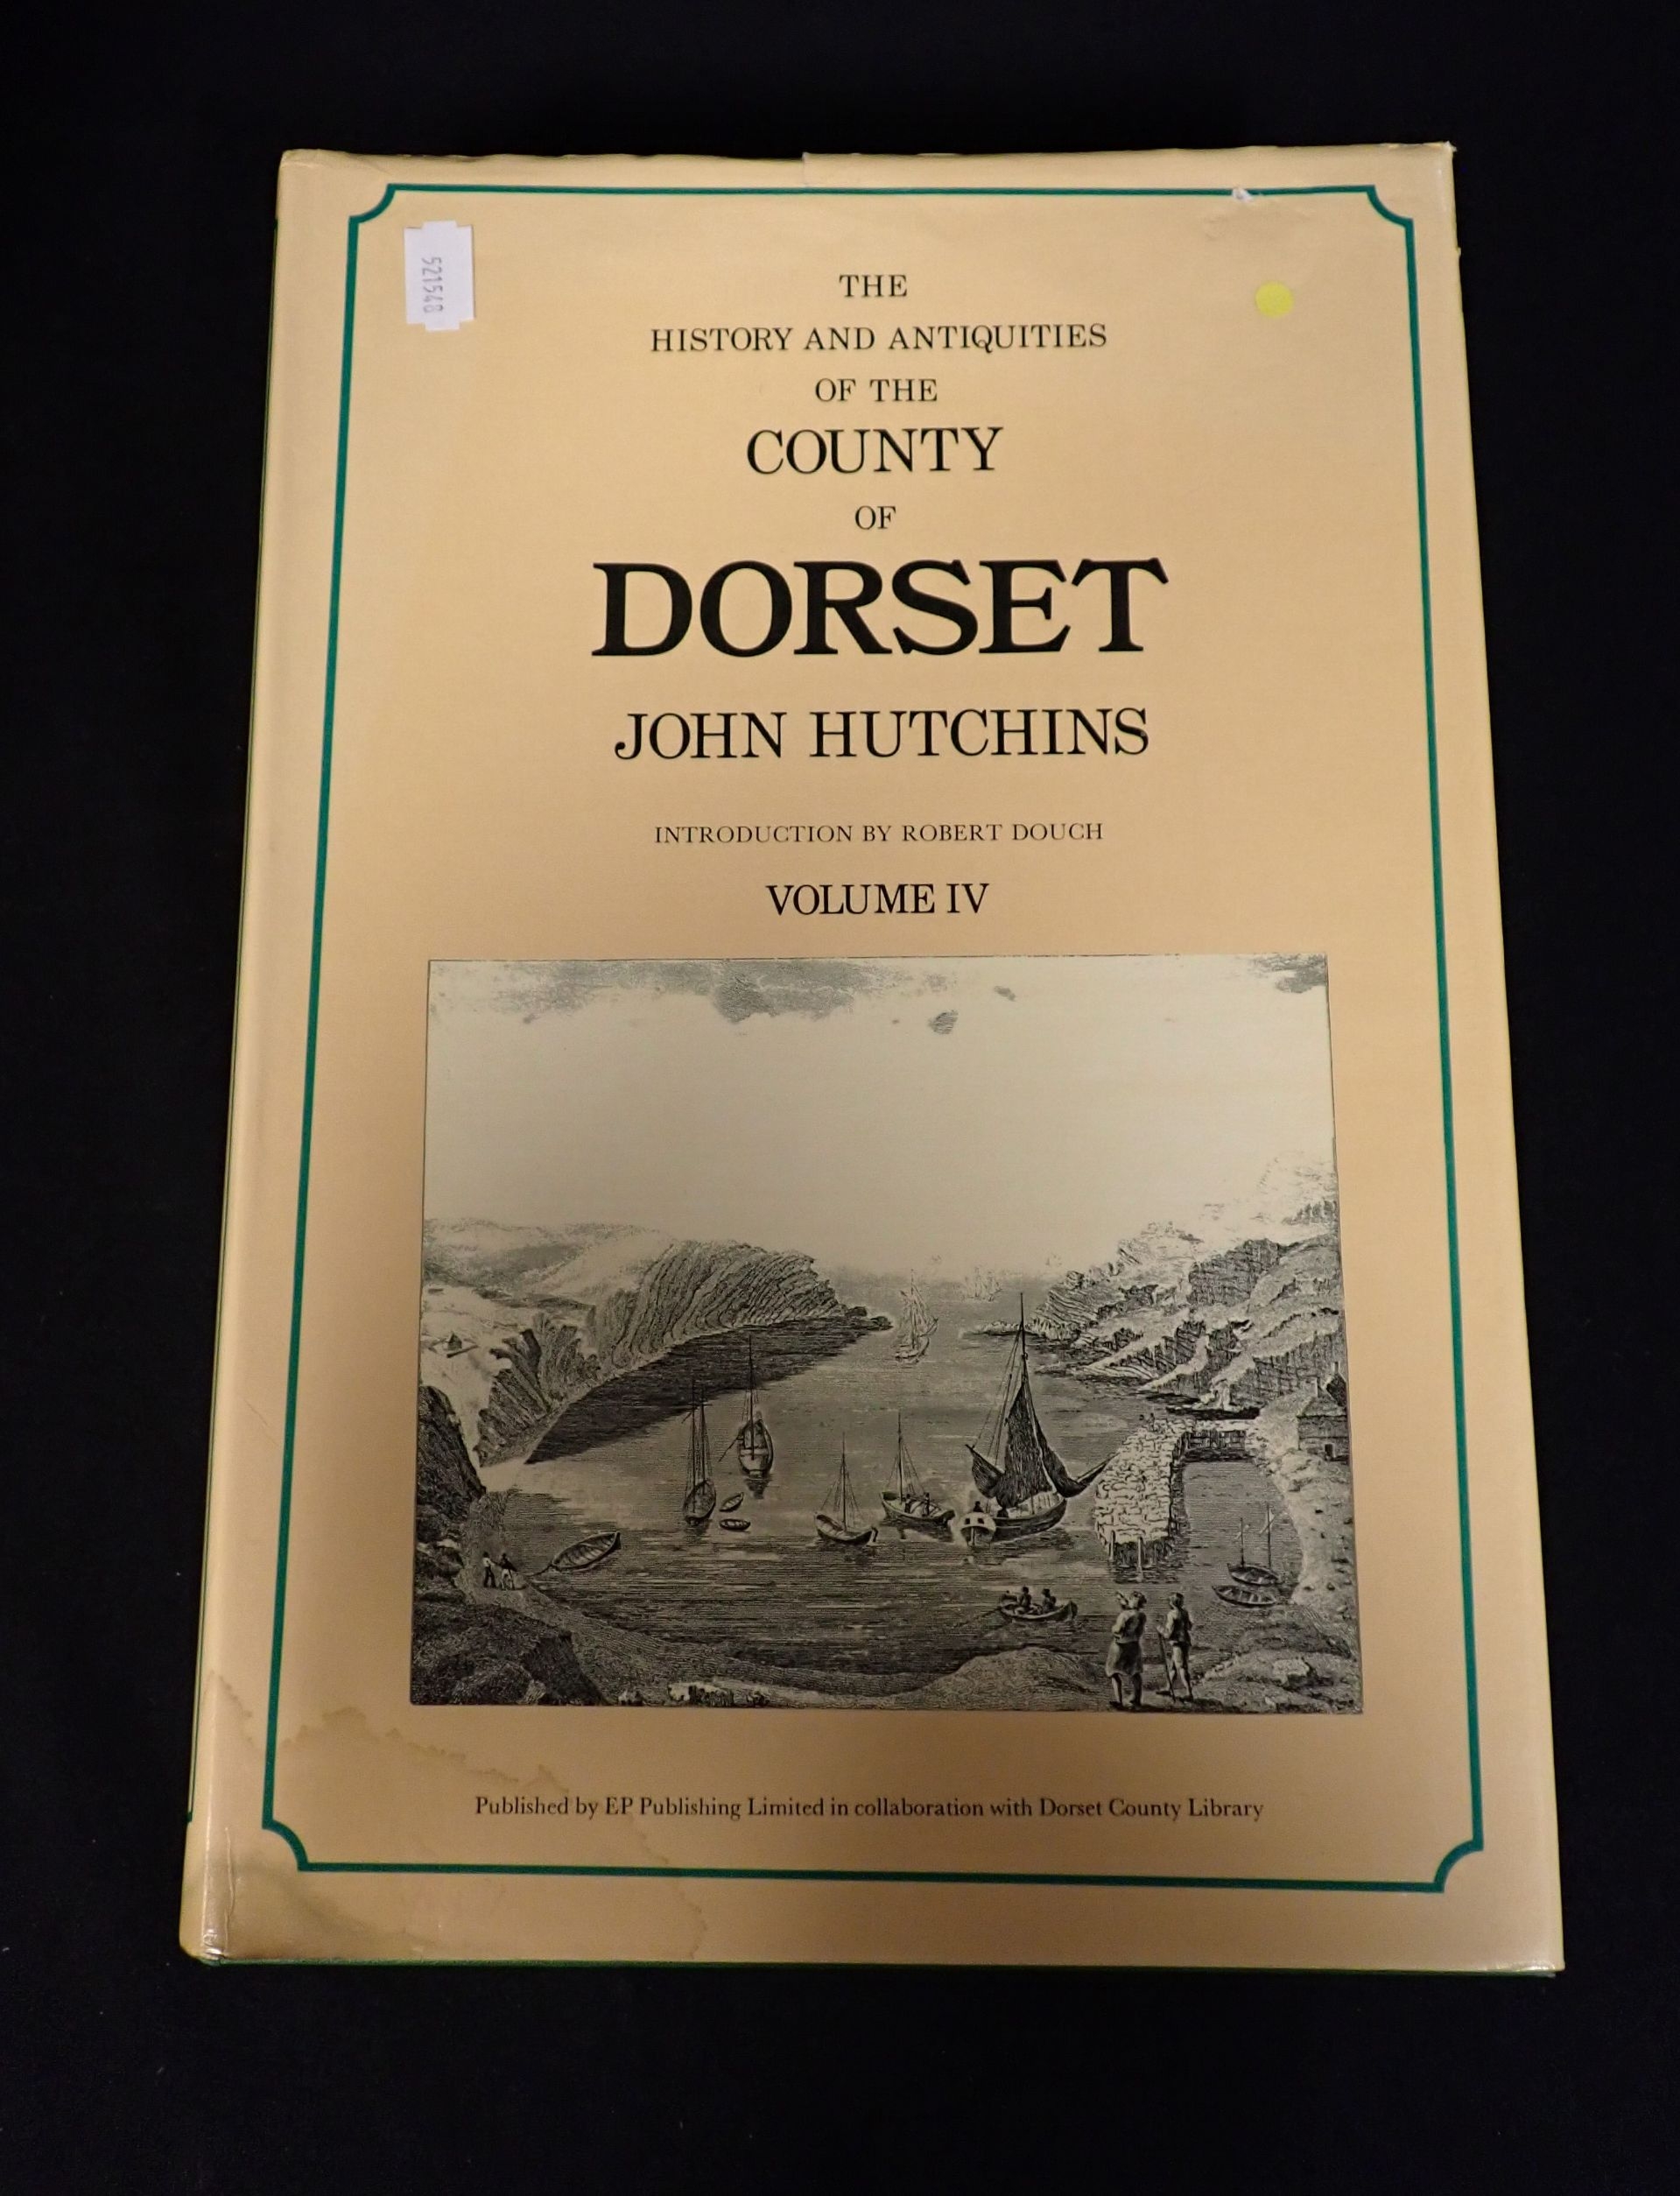 521548
THE
HISTORY AND ANTIQUITIES
OF THE
COUNTY
OF
DORSET
JOHN HUTCHINS
INTRODUCTION BY ROBERT DOUCH
VOLUME IV
Published by EP Publishing Limited in collaboration with Dorset County Library